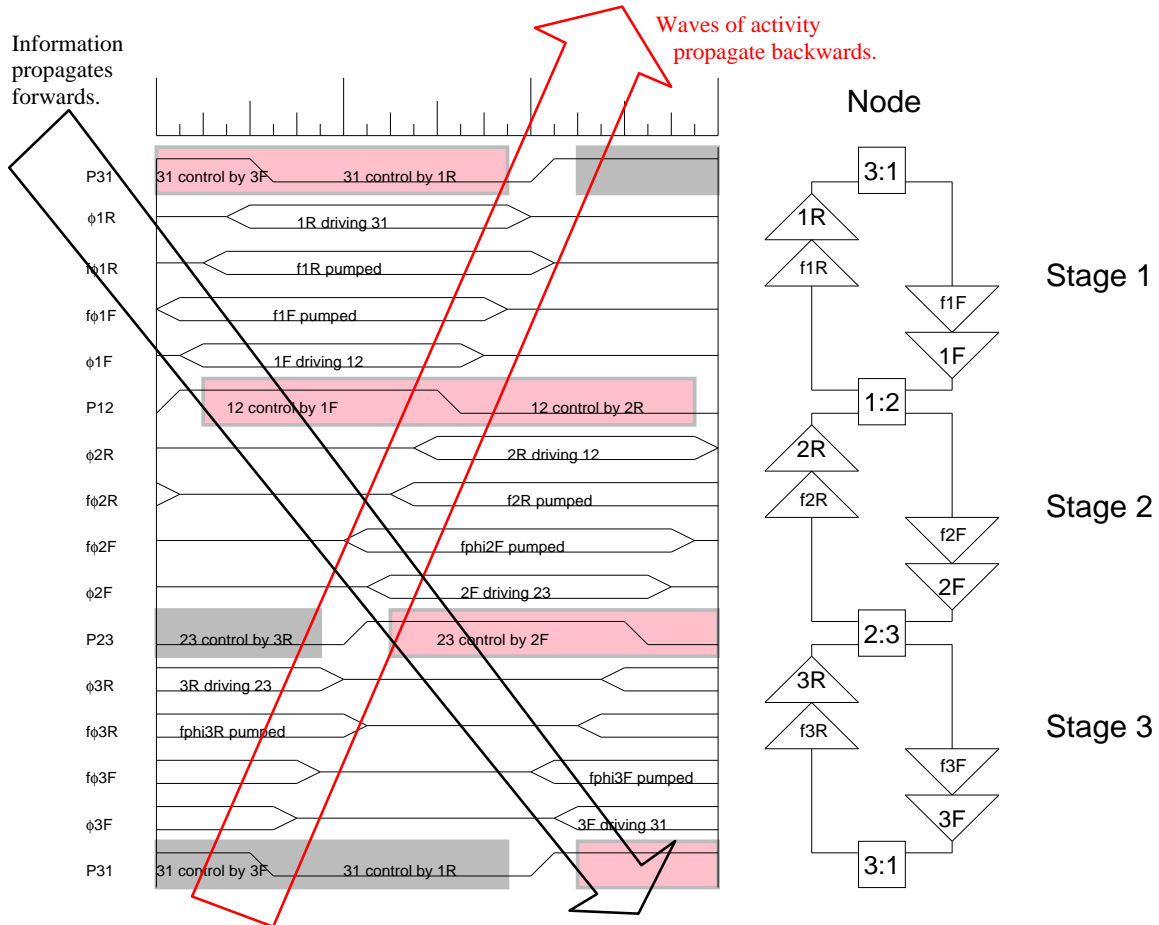 Information
propagates
forwards.
Waves of activity
propagate backwards.
Node
P31
31 control by 3F
31 control by 1R
3:1
ϕ1R
1R driving 31
1R
fϕ1R
f1R pumped
f1R
Stage 1
fϕ1F
f1F pumped
f1F
ϕ1F
1F driving 12
1F
P12
12 control by 1F
12 control by 2R
1:2
ϕ2R
2R driving 12
2R
fϕ2R
f2R pumped
f2R
Stage 2
fϕ2F
fphi2F pumped
f2F
ϕ2F
2F driving 23
2F
P23
23 control by 3R
23 control by 2F
2:3
ϕ3R
3R driving 23
3R
fϕ3R
fphi3R pumped
f3R
Stage 3
fϕ3F
fphi3F pumped
f3F
ϕ3F
3F driving 31
3F
P31
31 control by 3F
31 control by 1R
3:1